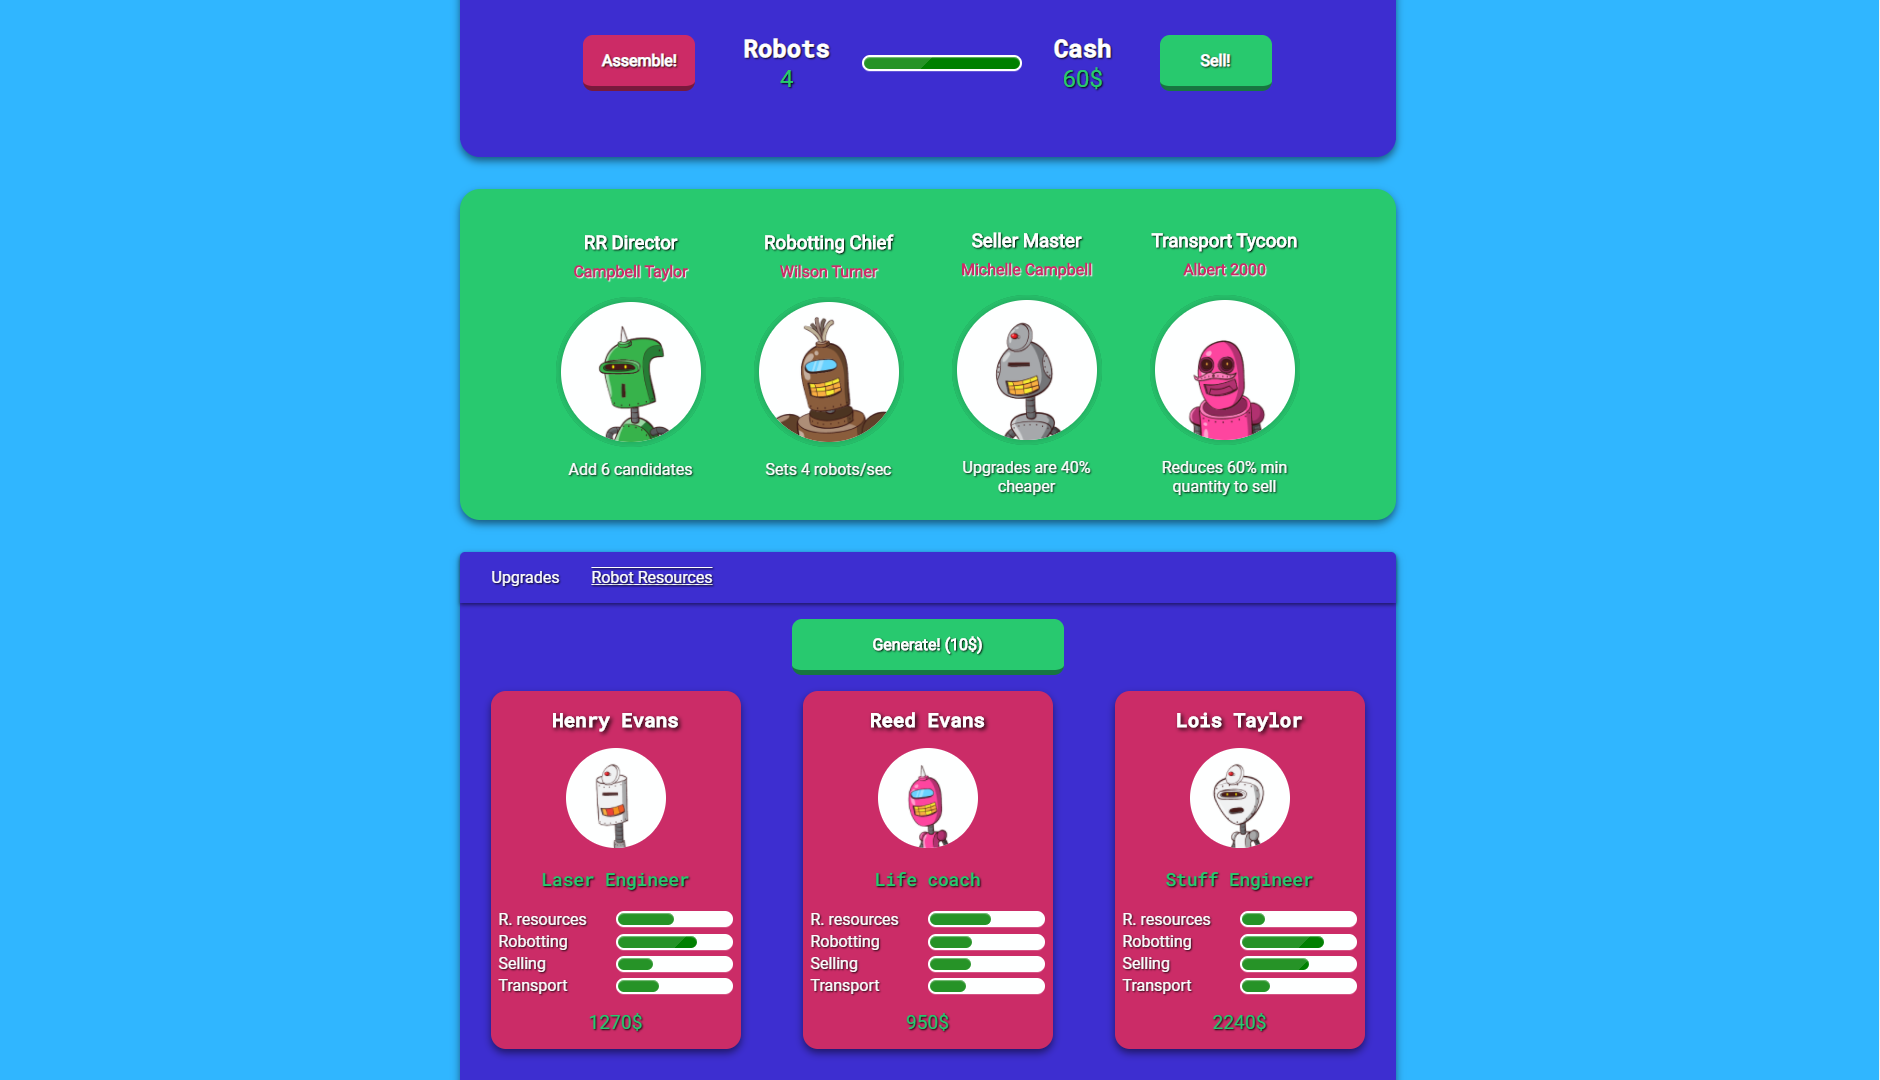 Assemble!
Robots
4
Cash
60$
Sell!
RR Director
Campbell Taylor
Add 6 candidates
Robotting Chief
Wilson Turner
Sets 4 robots/sec
Seller Master
Michelle Campbell
Upgrades are 40%
cheaper
Transport Tycoon
Albert 2000
Reduces 60% min
quantity to sell
Upgrades
Robot Resources
Generate! (10$)
Henry Evans
Laser Engineer
R. resources
Robotting
Selling
Transport
1270$
Reed Evans
Life coach
R. resources
Robotting
Selling
Transport
950$
Lois Taylor
Stuff Engineer
R. resources
Robotting
Selling
Transport
2240$